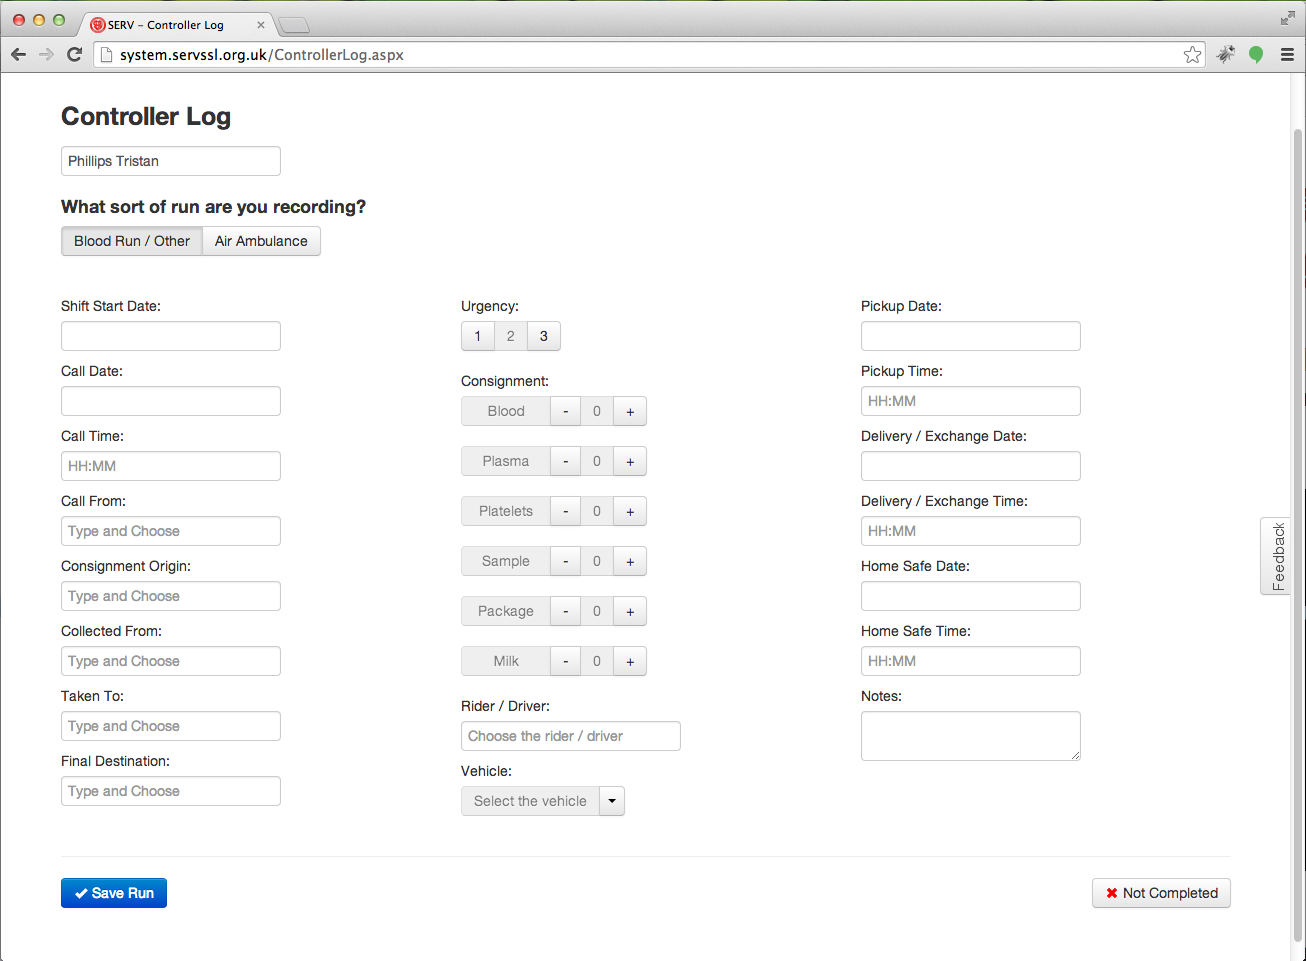 SERV – Controller Log
system.servssl.org.uk/ControllerLog.aspx
Controller Log
Phillips Tristan
What sort of run are you recording?
Blood Run / Other
Air Ambulance
Shift Start Date:
Call Date:
Call Time:
HH:MM
Call From:
Type and Choose
Consignment Origin:
Type and Choose
Collected From:
Type and Choose
Taken To:
Type and Choose
Final Destination:
Type and Choose
Urgency:
1 2 3
Consignment:
Blood - 0 +
Plasma - 0 +
Platelets - 0 +
Sample - 0 +
Package - 0 +
Milk - 0 +
Rider / Driver:
Choose the rider / driver
Vehicle:
Select the vehicle
Pickup Date:
Pickup Time:
HH:MM
Delivery / Exchange Date:
Delivery / Exchange Time:
HH:MM
Home Safe Date:
Home Safe Time:
HH:MM
Notes:
Feedback
Save Run
Not Completed